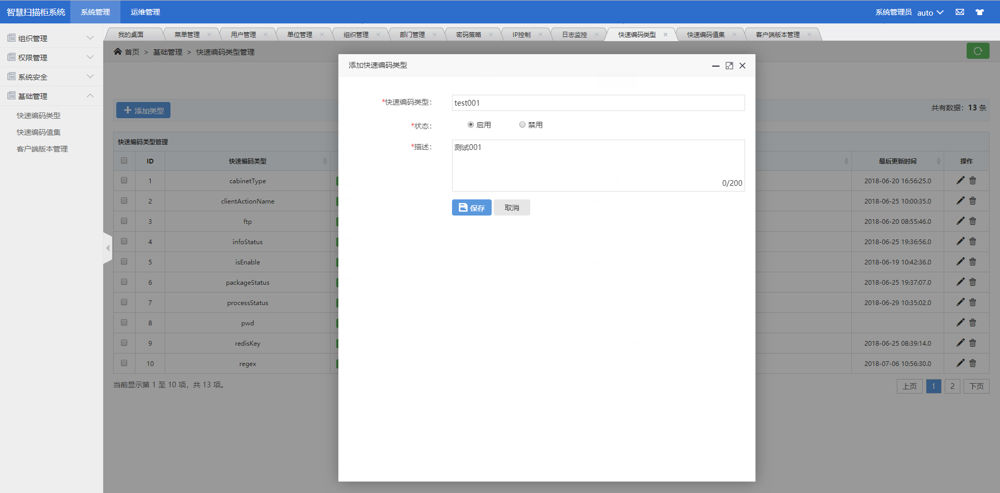 智慧扫描柜系统 系统管理 运维管理 系统管理员 auto
我的桌面 菜单管理 用户管理 单位管理 组织管理 部门管理 密码策略 IP控制 日志监控 快速编码类型 快速编码值集 客户端版本管理
组织管理
权限管理
系统安全
基础管理
快速编码类型
快速编码值集
客户端版本管理
首页 > 基础管理 > 快速编码类型管理
添加类型
共有数据：13 条
快速编码类型管理
ID 快速编码类型 最后更新时间 操作
1 cabinetType 2018-06-20 16:56:25.0
2 clientActionName 2018-06-25 10:00:35.0
3 ftp 2018-06-20 08:55:46.0
4 infoStatus 2018-06-25 19:36:56.0
5 isEnable 2018-06-19 10:42:36.0
6 packageStatus 2018-06-25 19:37:07.0
7 processStatus 2018-06-29 10:35:02.0
8 pwd
9 redisKey 2018-06-25 08:39:14.0
10 regex 2018-07-06 10:56:30.0
当前显示第 1 至 10 项，共 13 项。
上页 1 2 下页
添加快速编码类型
*快速编码类型： test001
*状态： 启用 禁用
*描述： 测试001
0/200
保存 取消